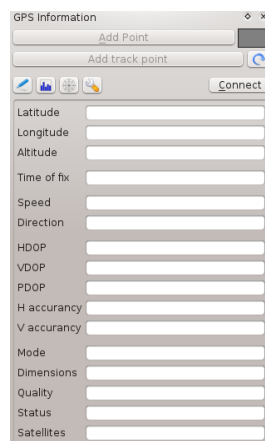 GPS Information
Add Point
Add track point
Connect
Latitude
Longitude
Altitude
Time of fix
Speed
Direction
HDOP
VDOP
PDOP
H accurancy
V accurancy
Mode
Dimensions
Quality
Status
Satellites